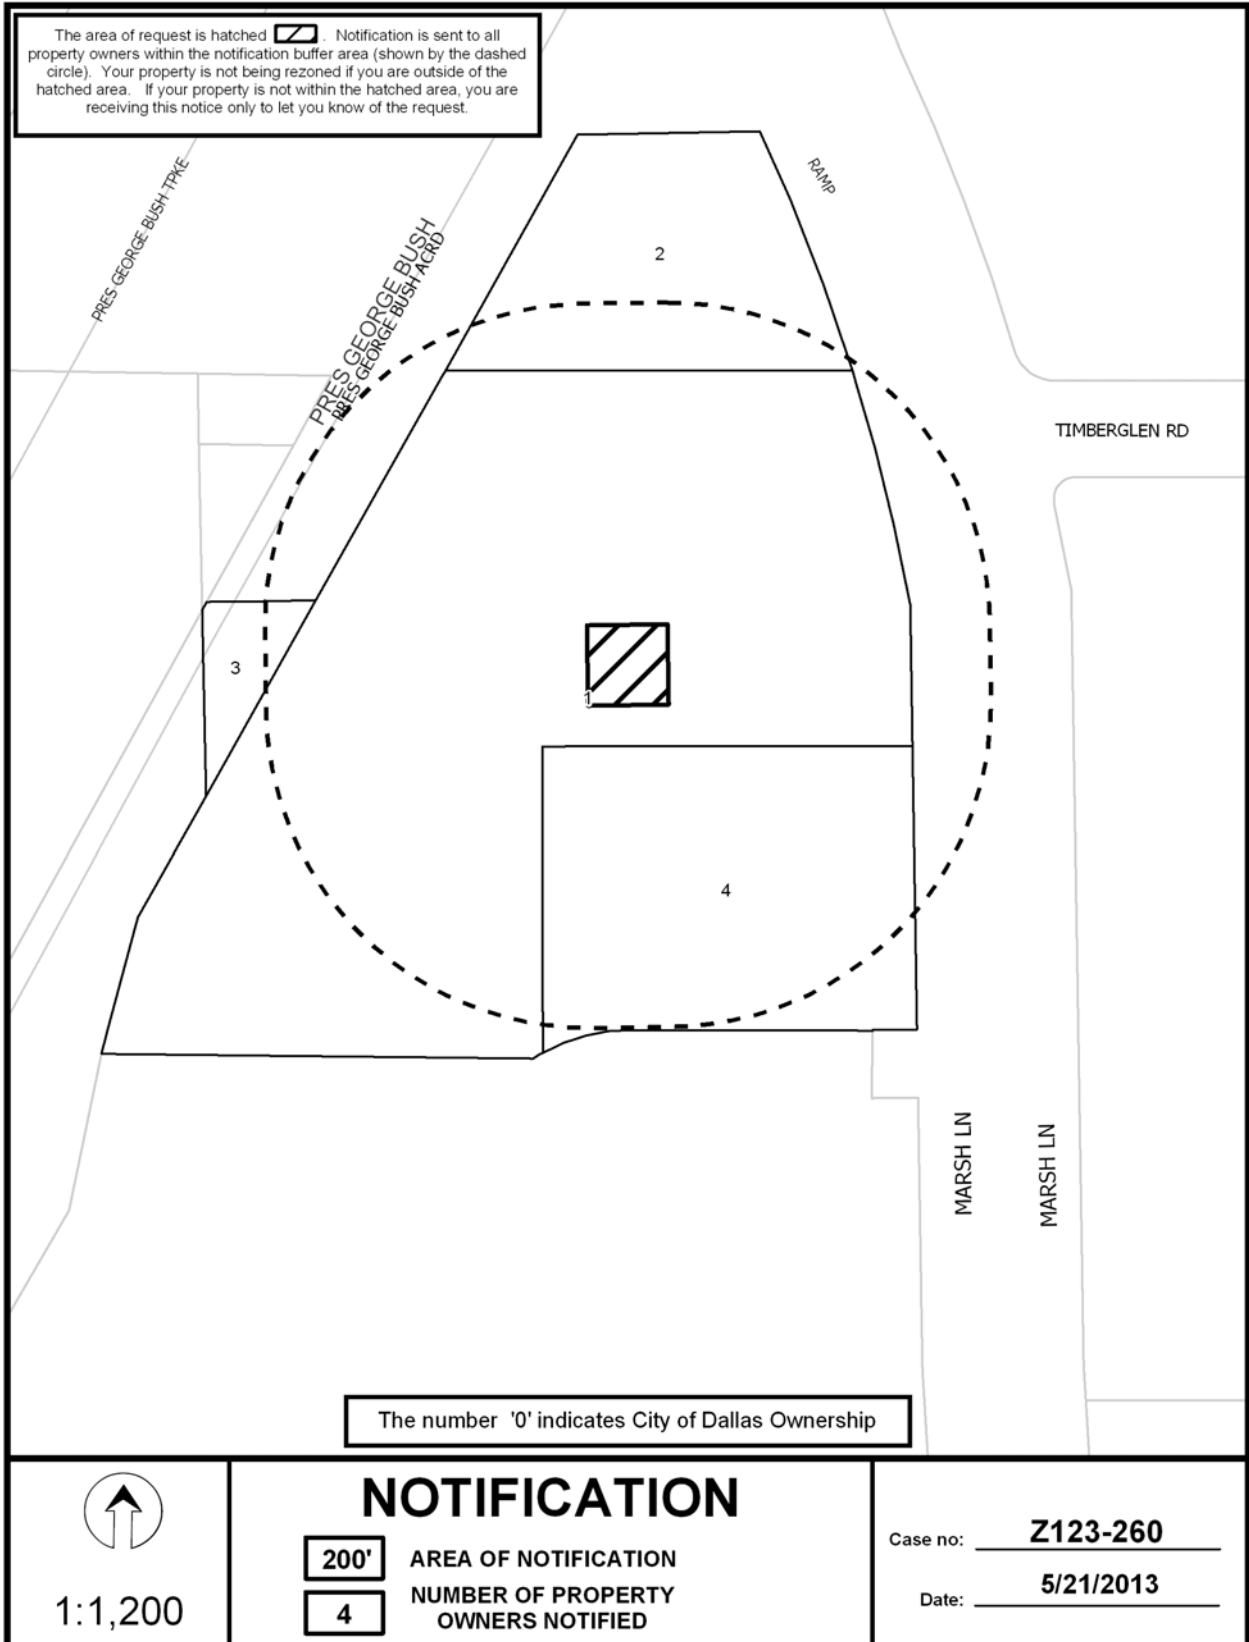 The area of request is hatched . Notification is sent to all
property owners within the notification buffer area (shown by the dashed
circle). Your property is not being rezoned if you are outside of the
hatched area. If your property is not within the hatched area, you are
receiving this notice only to let you know of the request.
PRES GEORGE BUSH TPKE
PRES GEORGE BUSH
PRES GEORGE BUSH ACRD
RAMP
2
TIMBERGLEN RD
3
1
4
MARSH LN
MARSH LN
The number '0' indicates City of Dallas Ownership
1:1,200
NOTIFICATION
200' AREA OF NOTIFICATION
4 NUMBER OF PROPERTY
OWNERS NOTIFIED
Case no: Z123-260
Date: 5/21/2013